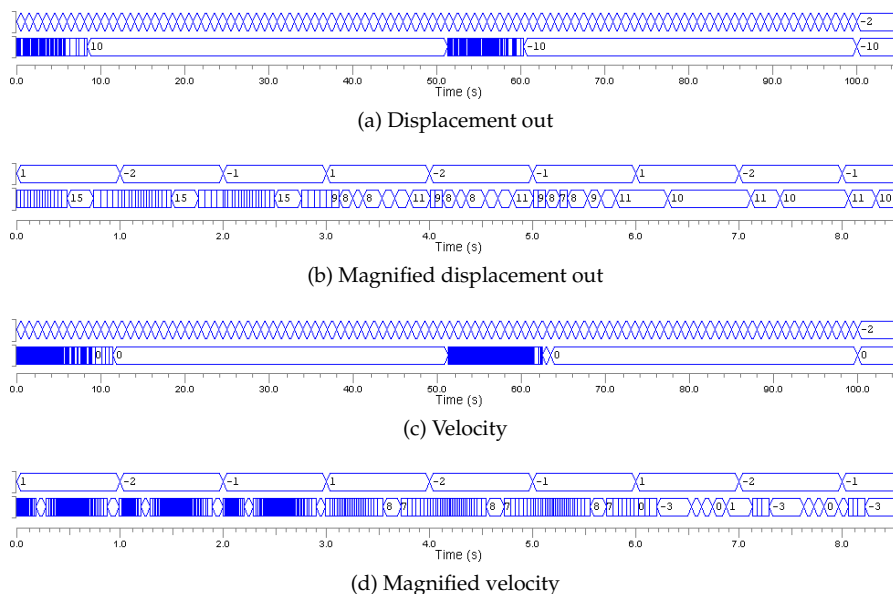 -2
10 -10 -10
0.0 10.0 20.0 30.0 40.0 50.0 60.0 70.0 80.0 90.0 100.0
Time (s)
(a) Displacement out
1 -2 -1 1 -2 -1 1 -2 -1
15 15 15 9 8 8 11 9 8 8 11 9 8 7 8 9 11 10 11 10 11 10
0.0 1.0 2.0 3.0 4.0 5.0 6.0 7.0 8.0
Time (s)
(b) Magnified displacement out
-2
0 0 0 0
0.0 10.0 20.0 30.0 40.0 50.0 60.0 70.0 80.0 90.0 100.0
Time (s)
(c) Velocity
1 -2 -1 1 -2 -1 1 -2 -1
8 7 8 7 8 7 0 -3 0 1 -3 0 -3
0.0 1.0 2.0 3.0 4.0 5.0 6.0 7.0 8.0
Time (s)
(d) Magnified velocity